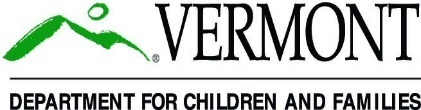 ® VERMONT
DEPARTMENT FOR CHILDREN AND FAMILIES